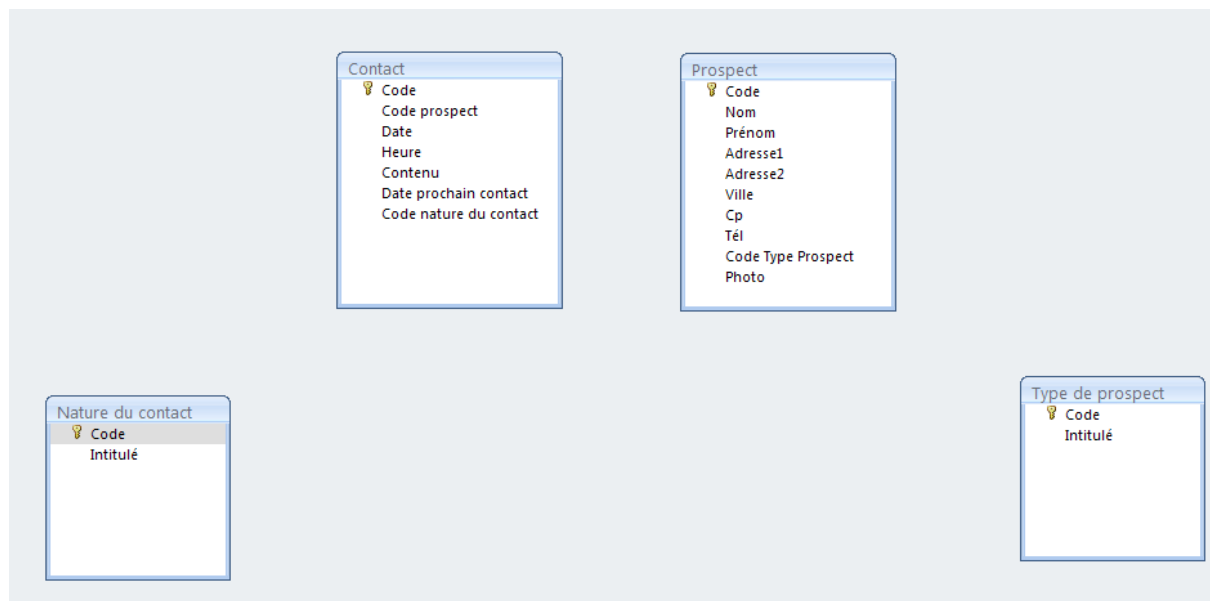 Contact
Code
Code prospect
Date
Heure
Contenu
Date prochain contact
Code nature du contact
Prospect
Code
Nom
Prénom
Adresse1
Adresse2
Ville
Cp
Tél
Code Type Prospect
Photo
Nature du contact
Code
Intitulé
Type de prospect
Code
Intitulé